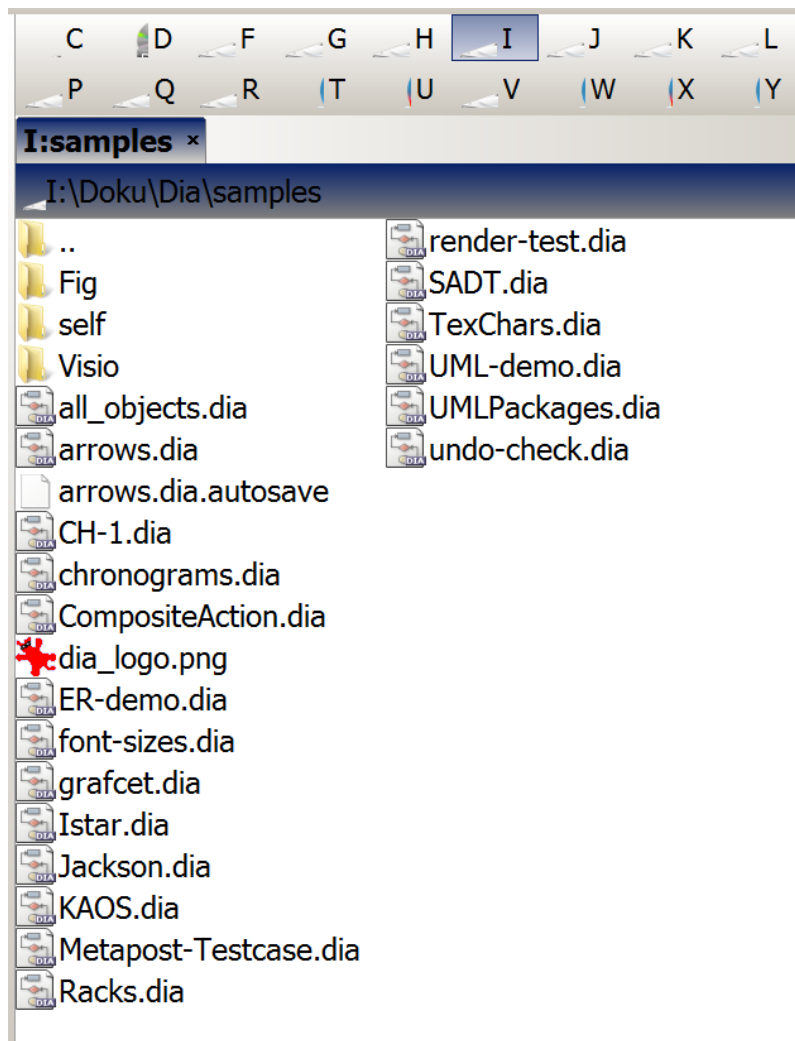 C D F G H I J K L
P Q R T U V W X Y
I:samples ×
I:\Doku\Dia\samples
..
Fig
self
Visio
all_objects.dia
arrows.dia
arrows.dia.autosave
CH-1.dia
chronograms.dia
CompositeAction.dia
dia_logo.png
ER-demo.dia
font-sizes.dia
grafcet.dia
Istar.dia
Jackson.dia
KAOS.dia
Metapost-Testcase.dia
Racks.dia
render-test.dia
SADT.dia
TexChars.dia
UML-demo.dia
UMLPackages.dia
undo-check.dia